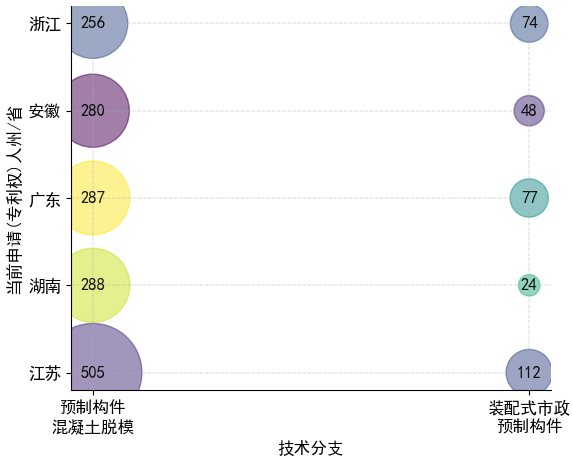 浙江 256 74
安徽 280 48
广东 287 77
湖南 288 24
江苏 505 112
当前申请(专利权)人州/省
预制构件 装配式市政
混凝土脱模 预制构件
技术分支